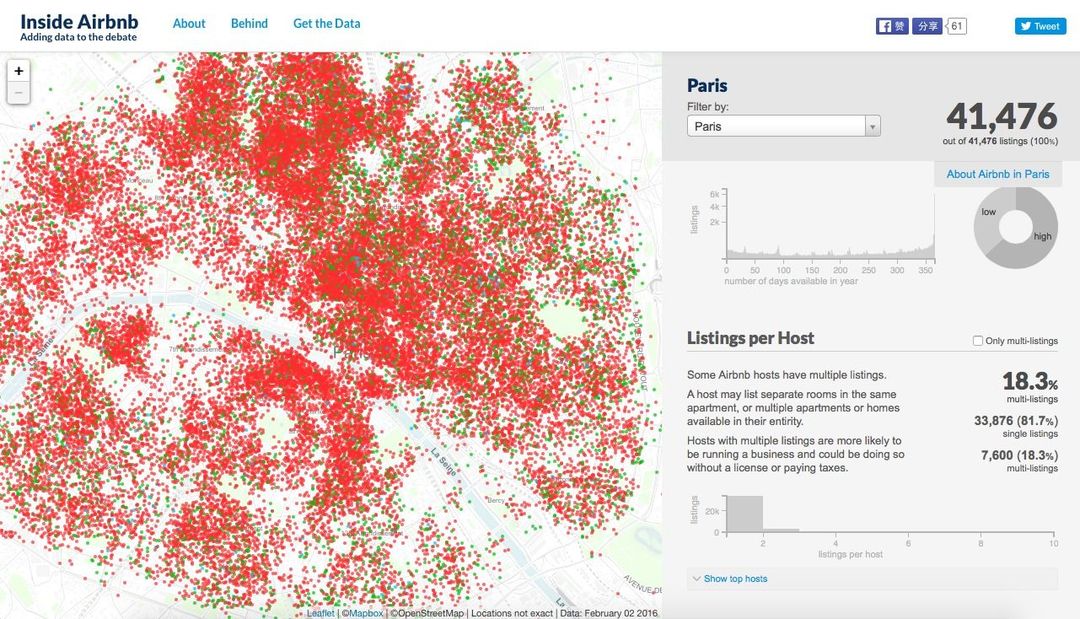 Inside Airbnb
Adding data to the debate
About Behind Get the Data
赞 分享 61
Tweet
+
−
La Seine
La Seine
Bercy
AVENUE DE
Leaflet | ©Mapbox | ©OpenStreetMap | Locations not exact | Data: February 02 2016
Paris
Filter by:
Paris
41,476
out of 41,476 listings (100%)
About Airbnb in Paris
listings
6k
4k
2k
0 50 100 150 200 250 300 350
number of days available in year
low
high
Listings per Host
Only multi-listings
Some Airbnb hosts have multiple listings.
A host may list separate rooms in the same
apartment, or multiple apartments or homes
available in their entirety.
Hosts with multiple listings are more likely to
be running a business and could be doing so
without a license or paying taxes.
18.3%
multi-listings
33,876 (81.7%)
single listings
7,600 (18.3%)
multi-listings
listings
20k
0
2 4 6 8 10
listings per host
Show top hosts